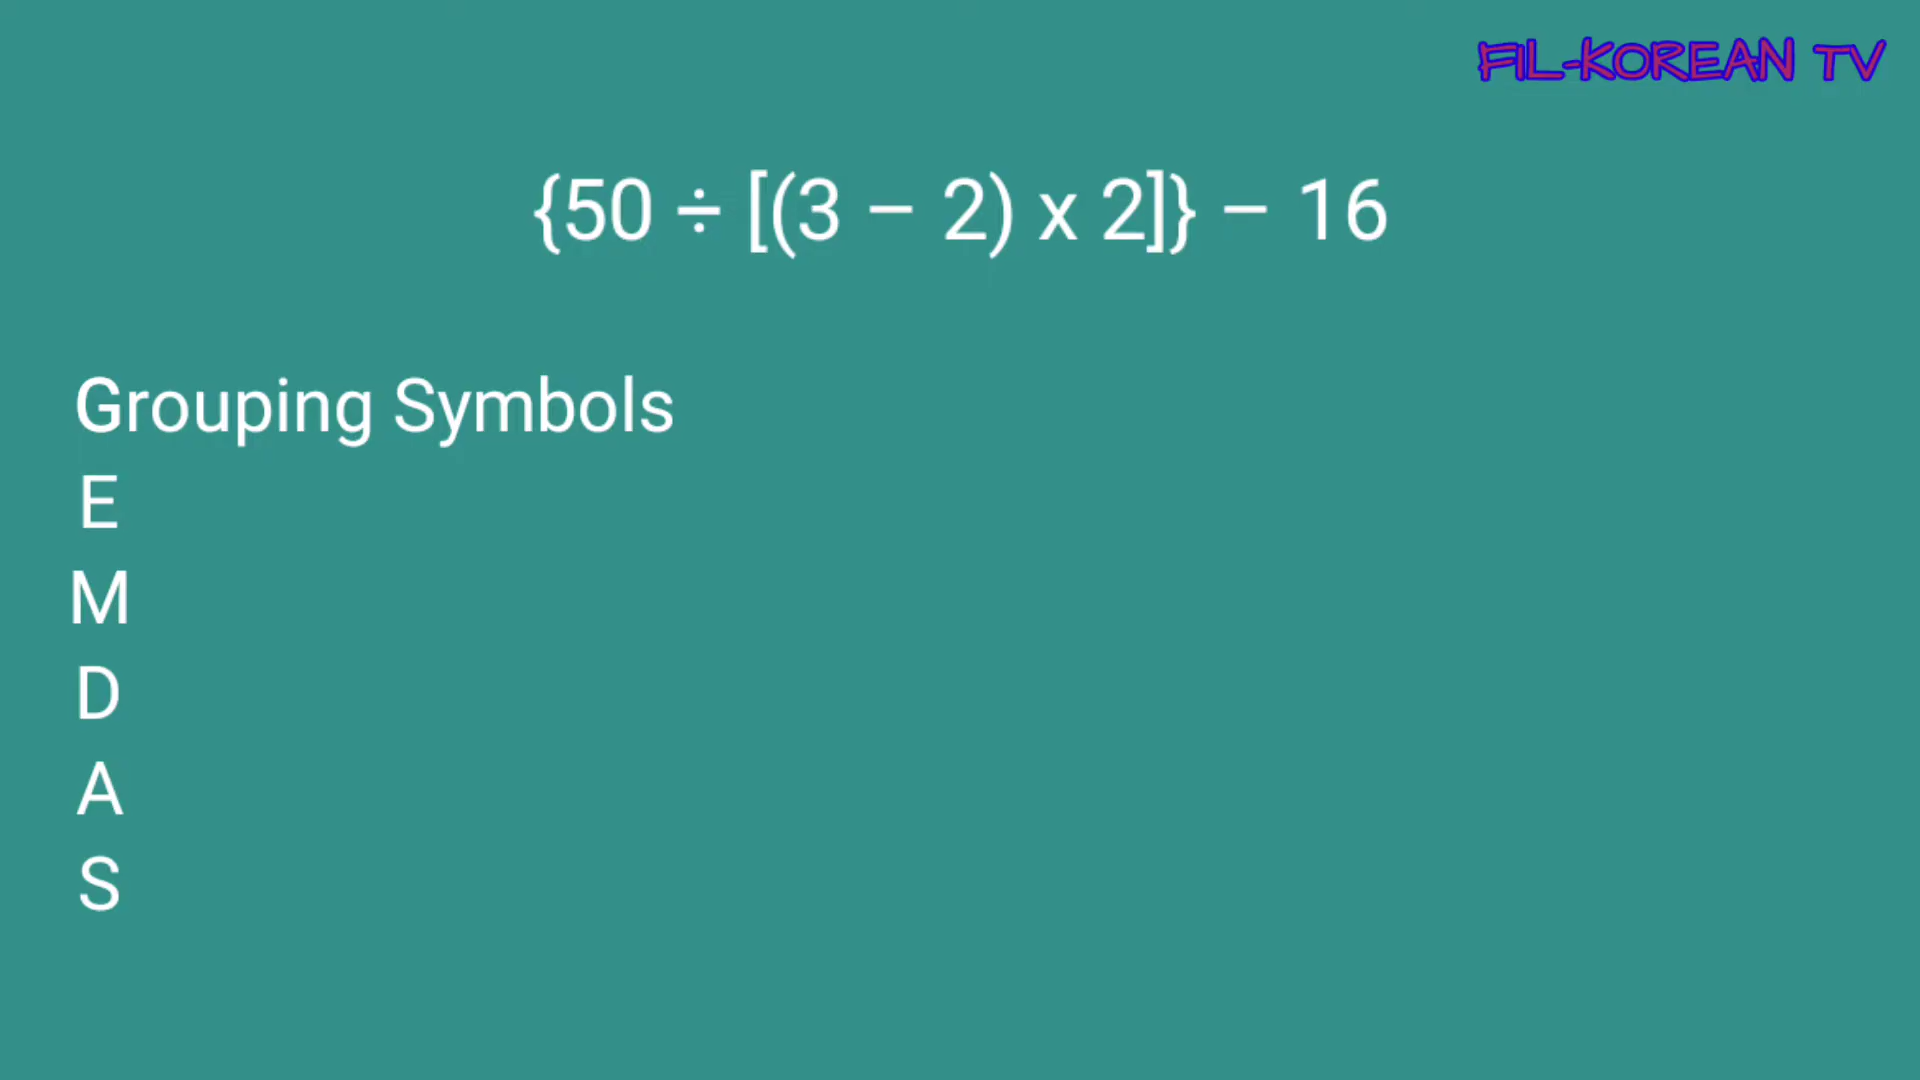 FIL-KOREAN TV
{50 ÷ [(3 – 2) x 2]} – 16
Grouping Symbols
E
M
D
A
S